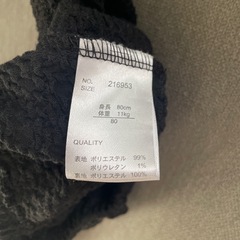 NO. 216953
SIZE
身長 80cm
体重 11kg
80
QUALITY
表地 ポリエステル 99%
ポリウレタン 1%
裏地 ポリエステル 100%